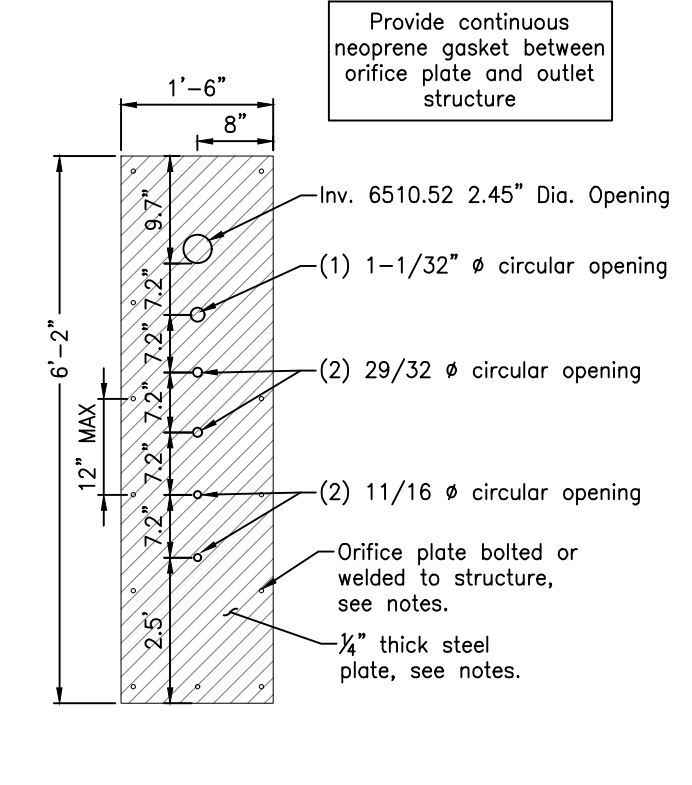 Provide continuous
neoprene gasket between
orifice plate and outlet
structure
1'-6"
8"
9.7"
Inv. 6510.52 2.45" Dia. Opening
7.2"
(1) 1-1/32" ø circular opening
7.2"
6'-2"
(2) 29/32 ø circular opening
7.2"
12" MAX
7.2"
(2) 11/16 ø circular opening
7.2"
Orifice plate bolted or
welded to structure,
see notes.
2.5'
¼" thick steel
plate, see notes.